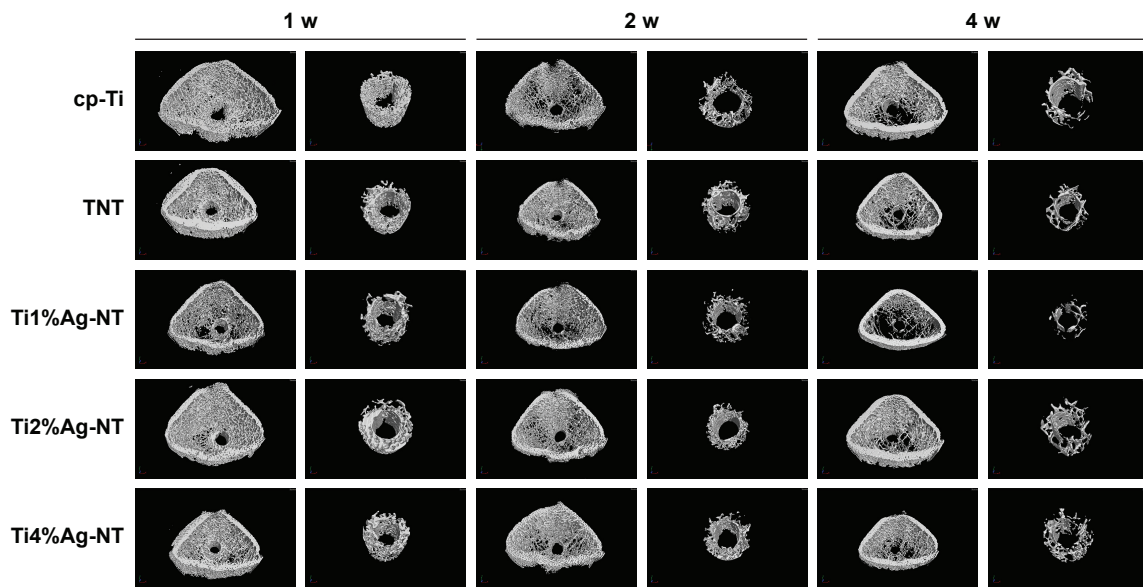 1 w 2 w 4 w
cp-Ti
TNT
Ti1%Ag-NT
Ti2%Ag-NT
Ti4%Ag-NT